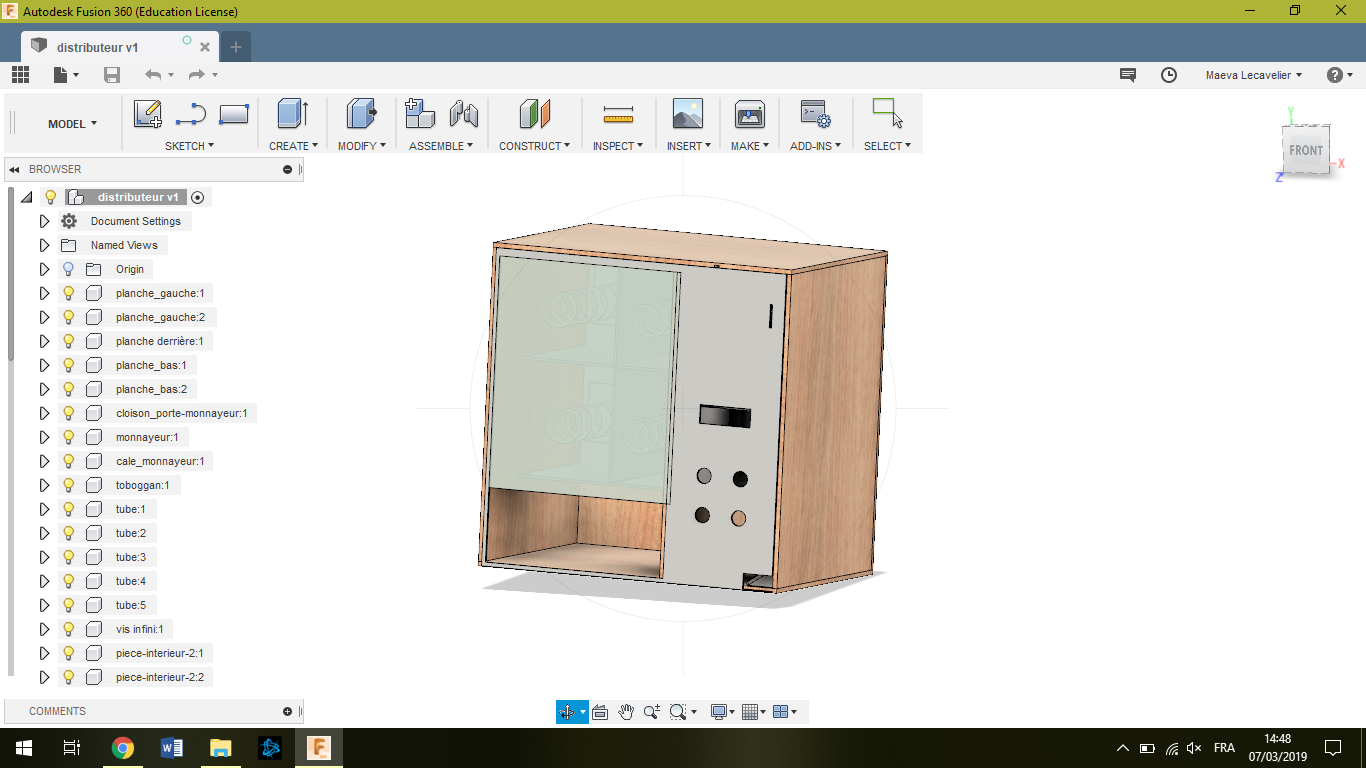 Autodesk Fusion 360 (Education License)
distributeur v1
Maeva Lecavelier
MODEL
SKETCH
CREATE
MODIFY
ASSEMBLE
CONSTRUCT
INSPECT
INSERT
MAKE
ADD-INS
SELECT
Y
FRONT
X
Z
BROWSER
distributeur v1
Document Settings
Named Views
Origin
planche_gauche:1
planche_gauche:2
planche derrière:1
planche_bas:1
planche_bas:2
cloison_porte-monnayeur:1
monnayeur:1
cale_monnayeur:1
toboggan:1
tube:1
tube:2
tube:3
tube:4
tube:5
vis infini:1
piece-interieur-2:1
piece-interieur-2:2
COMMENTS
FRA
14:48
07/03/2019